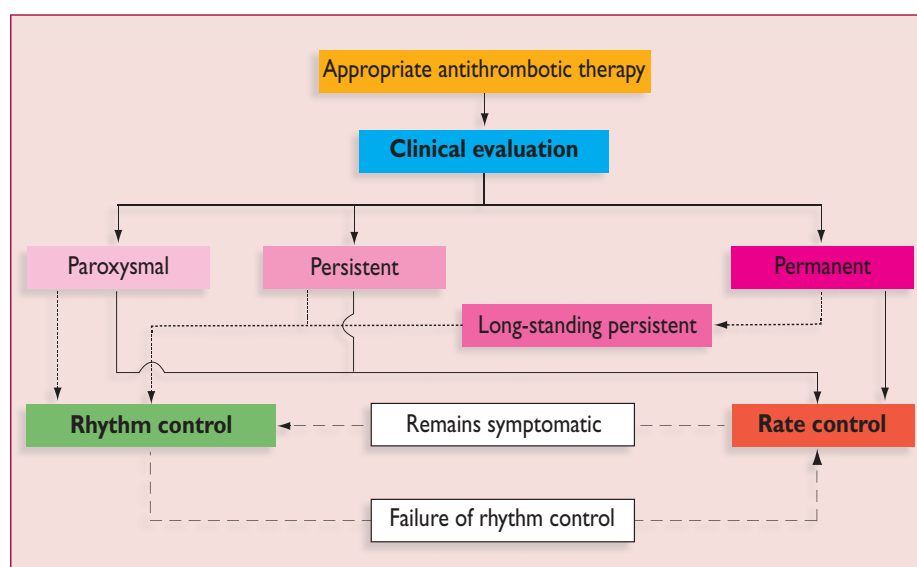 Appropriate antithrombotic therapy
Clinical evaluation
Paroxysmal
Persistent
Permanent
Long-standing persistent
Rhythm control
Remains symptomatic
Rate control
Failure of rhythm control